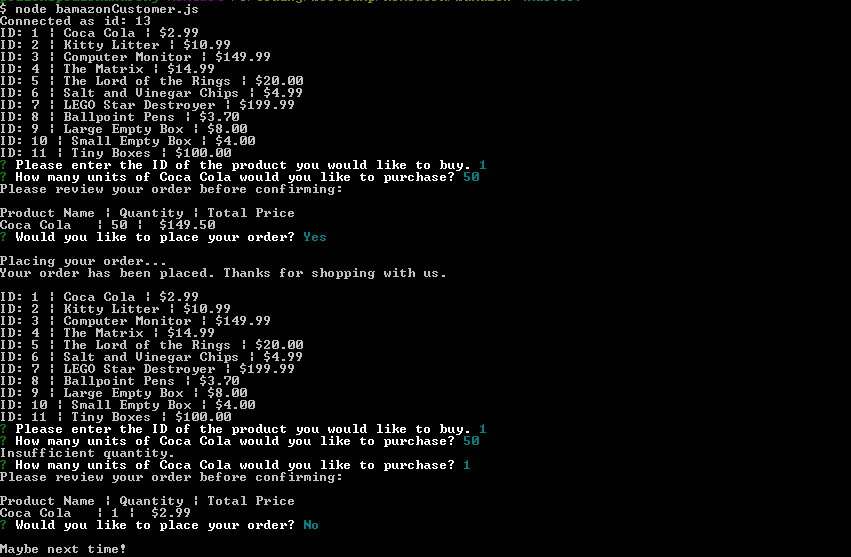 $ node bamazonCustomer.js
Connected as id: 13
ID: 1 | Coca Cola | $2.99
ID: 2 | Kitty Litter | $10.99
ID: 3 | Computer Monitor | $149.99
ID: 4 | The Matrix | $14.99
ID: 5 | The Lord of the Rings | $20.00
ID: 6 | Salt and Vinegar Chips | $4.99
ID: 7 | LEGO Star Destroyer | $199.99
ID: 8 | Ballpoint Pens | $3.70
ID: 9 | Large Empty Box | $8.00
ID: 10 | Small Empty Box | $4.00
ID: 11 | Tiny Boxes | $100.00
? Please enter the ID of the product you would like to buy. 1
? How many units of Coca Cola would you like to purchase? 50
Please review your order before confirming:
Product Name | Quantity | Total Price
Coca Cola | 50 | $149.50
? Would you like to place your order? Yes
Placing your order...
Your order has been placed. Thanks for shopping with us.
ID: 1 | Coca Cola | $2.99
ID: 2 | Kitty Litter | $10.99
ID: 3 | Computer Monitor | $149.99
ID: 4 | The Matrix | $14.99
ID: 5 | The Lord of the Rings | $20.00
ID: 6 | Salt and Vinegar Chips | $4.99
ID: 7 | LEGO Star Destroyer | $199.99
ID: 8 | Ballpoint Pens | $3.70
ID: 9 | Large Empty Box | $8.00
ID: 10 | Small Empty Box | $4.00
ID: 11 | Tiny Boxes | $100.00
? Please enter the ID of the product you would like to buy. 1
? How many units of Coca Cola would you like to purchase? 50
Insufficient quantity.
? How many units of Coca Cola would you like to purchase? 1
Please review your order before confirming:
Product Name | Quantity | Total Price
Coca Cola | 1 | $2.99
? Would you like to place your order? No
Maybe next time!